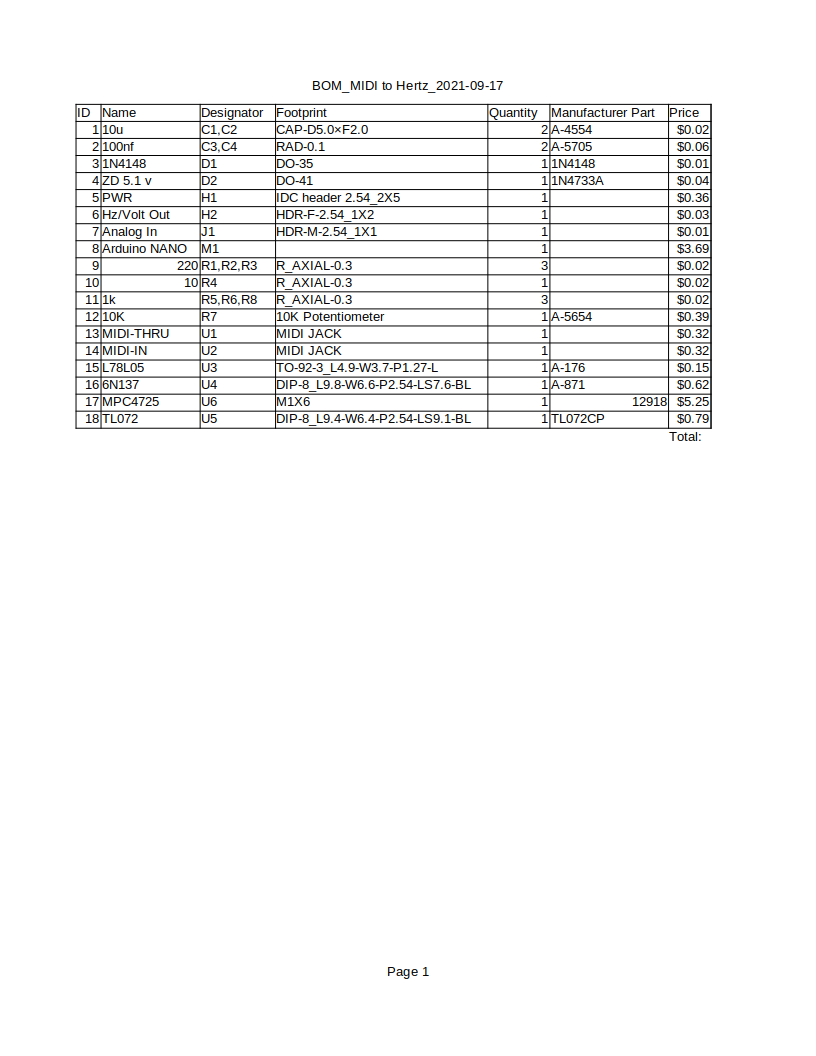 BOM_MIDI to Hertz_2021-09-17
ID Name Designator Footprint Quantity Manufacturer Part Price
1 10u C1,C2 CAP-D5.0×F2.0 2 A-4554 $0.02
2 100nf C3,C4 RAD-0.1 2 A-5705 $0.06
3 1N4148 D1 DO-35 1 1N4148 $0.01
4 ZD 5.1 v D2 DO-41 1 1N4733A $0.04
5 PWR H1 IDC header 2.54_2X5 1 $0.36
6 Hz/Volt Out H2 HDR-F-2.54_1X2 1 $0.03
7 Analog In J1 HDR-M-2.54_1X1 1 $0.01
8 Arduino NANO M1 1 $3.69
9 220 R1,R2,R3 R_AXIAL-0.3 3 $0.02
10 10 R4 R_AXIAL-0.3 1 $0.02
11 1k R5,R6,R8 R_AXIAL-0.3 3 $0.02
12 10K R7 10K Potentiometer 1 A-5654 $0.39
13 MIDI-THRU U1 MIDI JACK 1 $0.32
14 MIDI-IN U2 MIDI JACK 1 $0.32
15 L78L05 U3 TO-92-3_L4.9-W3.7-P1.27-L 1 A-176 $0.15
16 6N137 U4 DIP-8_L9.8-W6.6-P2.54-LS7.6-BL 1 A-871 $0.62
17 MPC4725 U6 M1X6 1 12918 $5.25
18 TL072 U5 DIP-8_L9.4-W6.4-P2.54-LS9.1-BL 1 TL072CP $0.79
Total:
Page 1